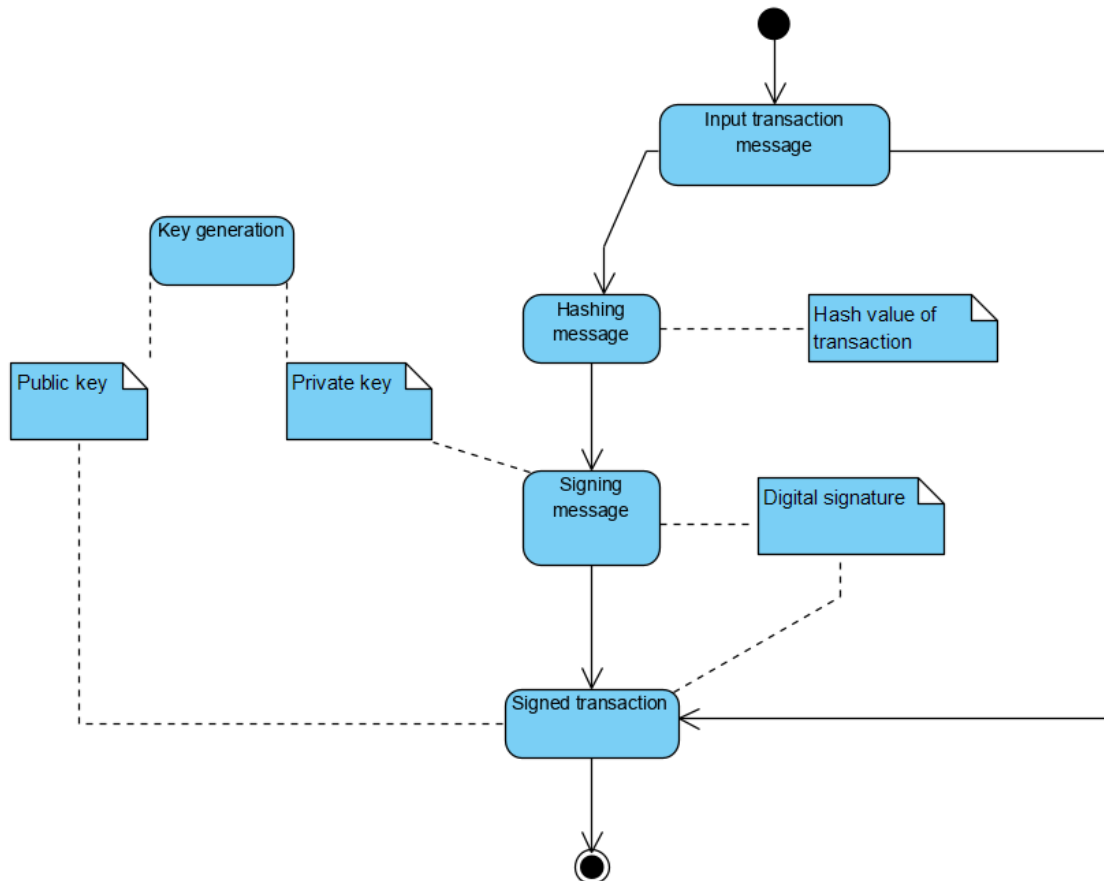 Input transaction
message
Key generation
Hashing
message
Hash value of
transaction
Public key
Private key
Signing
message
Digital signature
Signed transaction